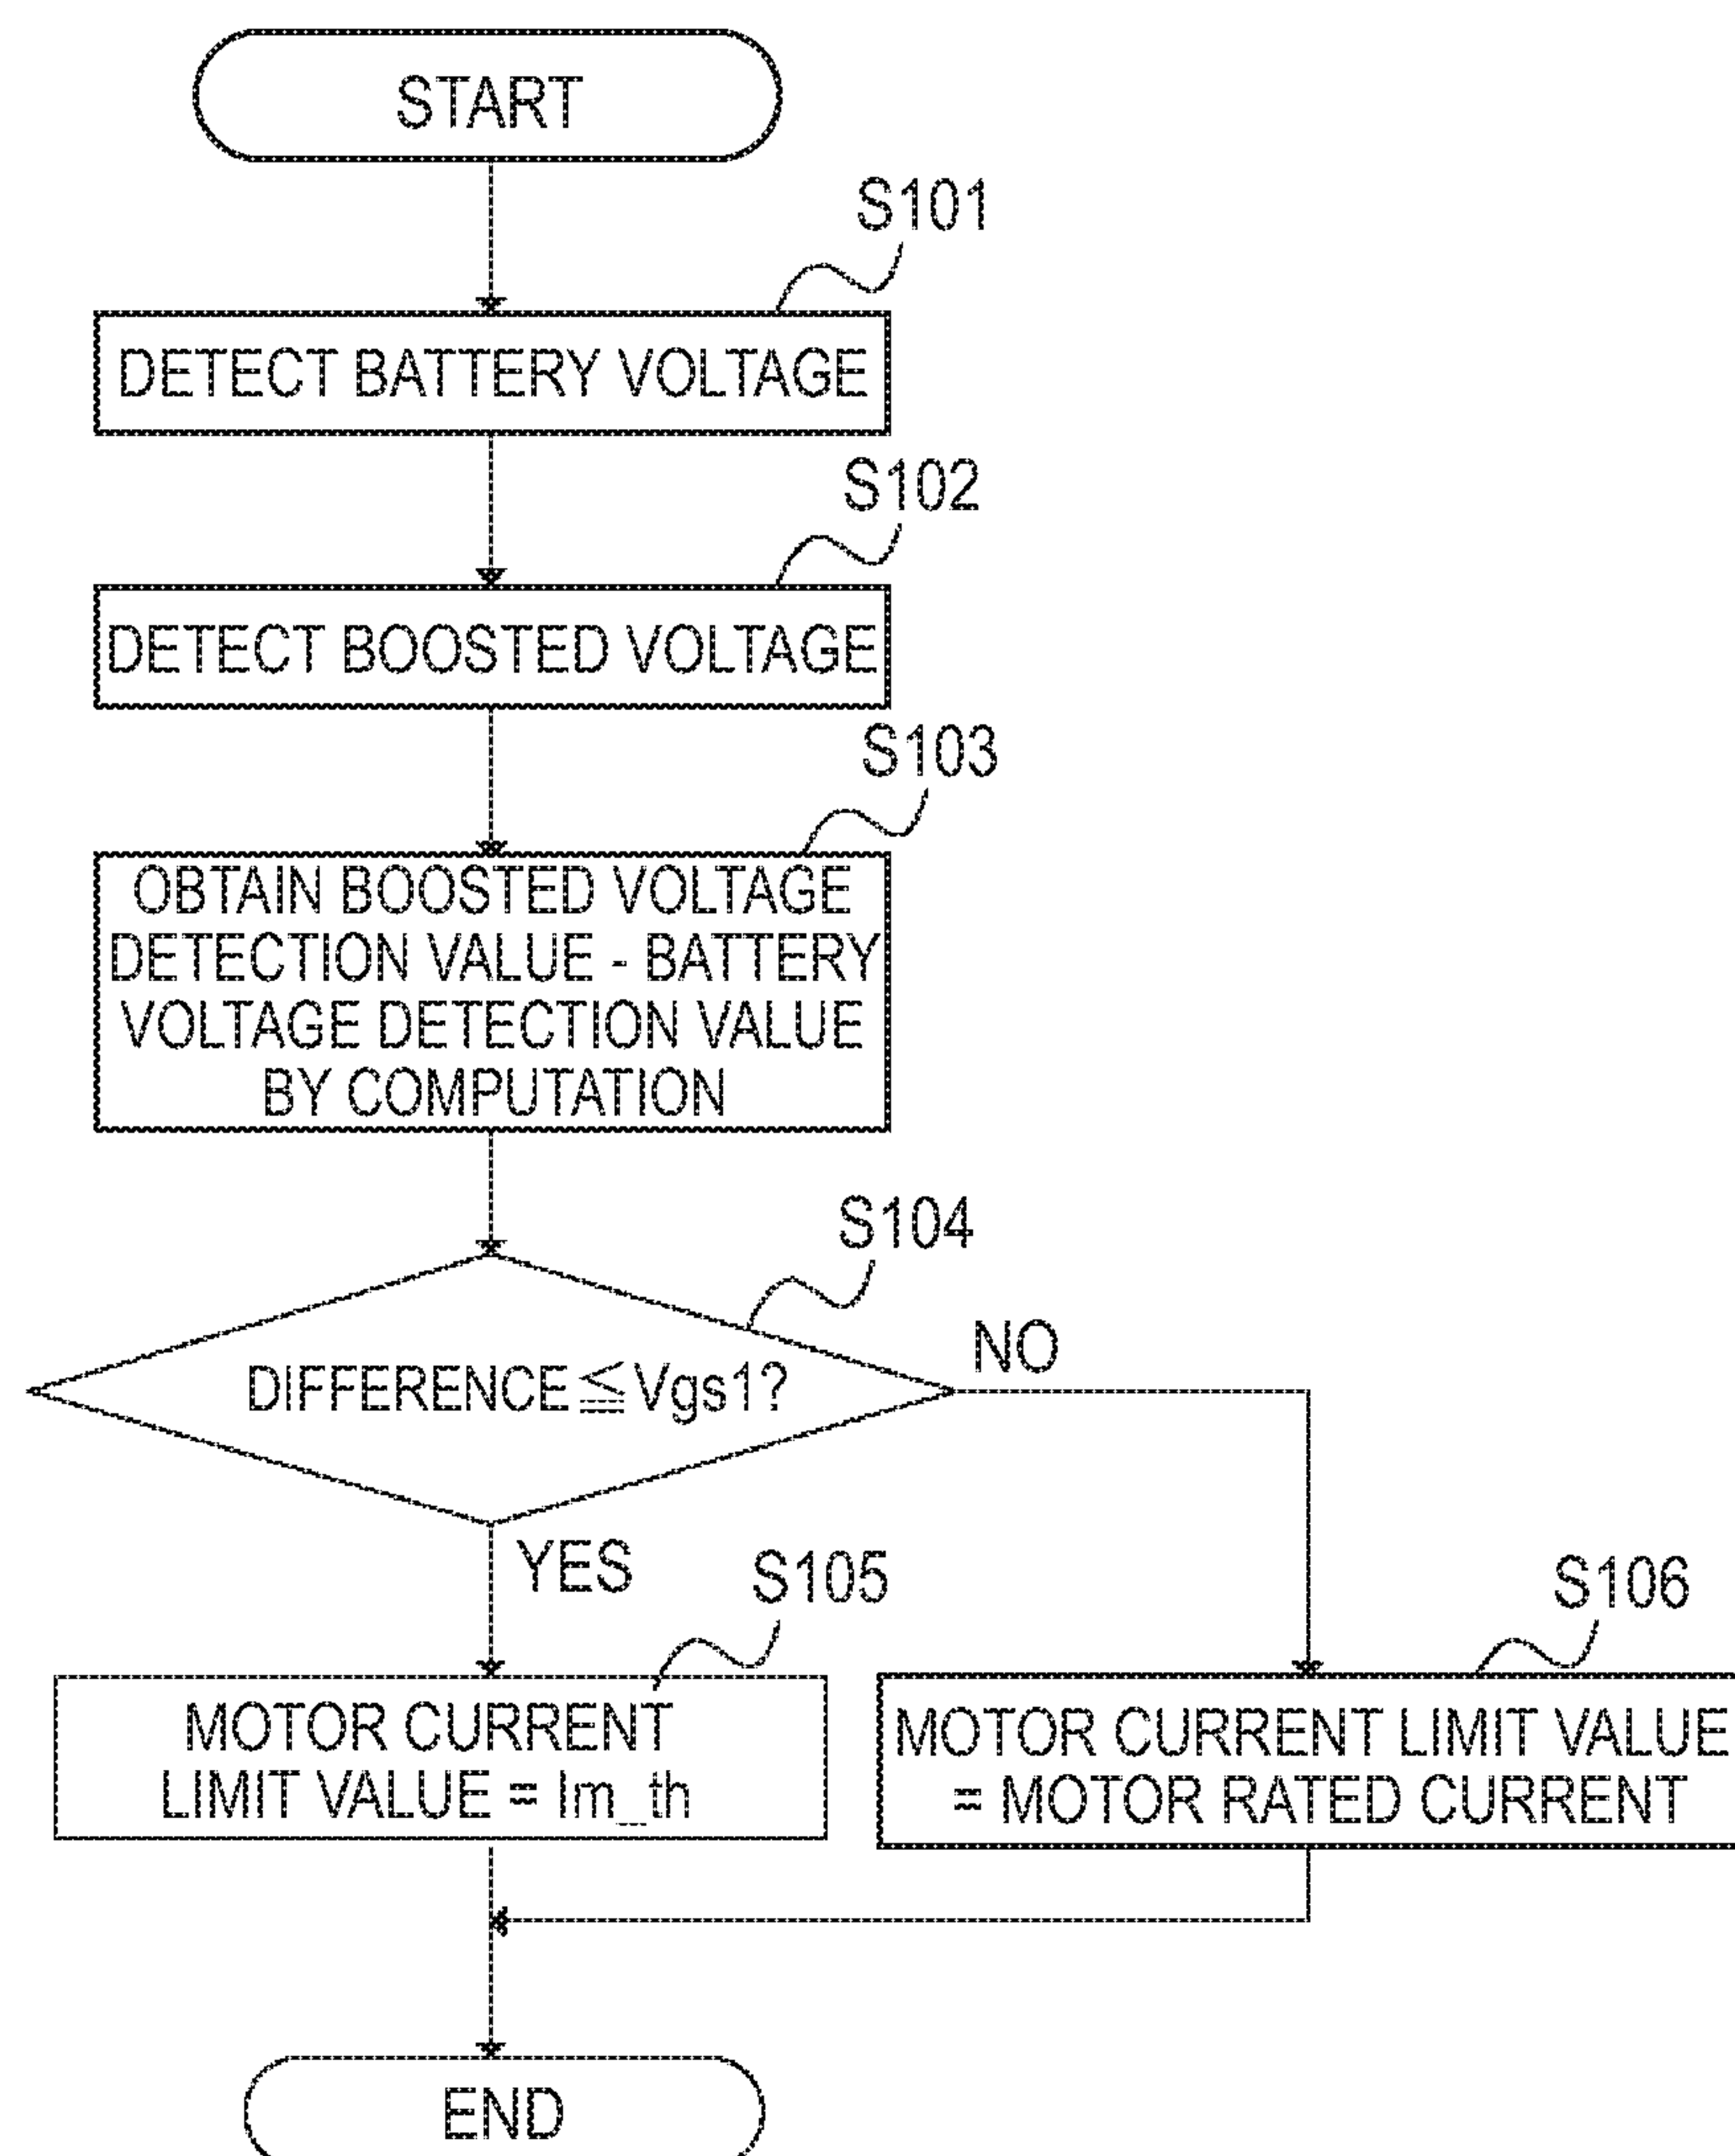 START
S101
DETECT BATTERY VOLTAGE
S102
DETECT BOOSTED VOLTAGE
S103
OBTAIN BOOSTED VOLTAGE
DETECTION VALUE - BATTERY
VOLTAGE DETECTION VALUE
BY COMPUTATION
S104
DIFFERENCE ≦ Vgs1?
NO
YES
S105
MOTOR CURRENT
LIMIT VALUE = Im_th
S106
MOTOR CURRENT LIMIT VALUE
= MOTOR RATED CURRENT
END